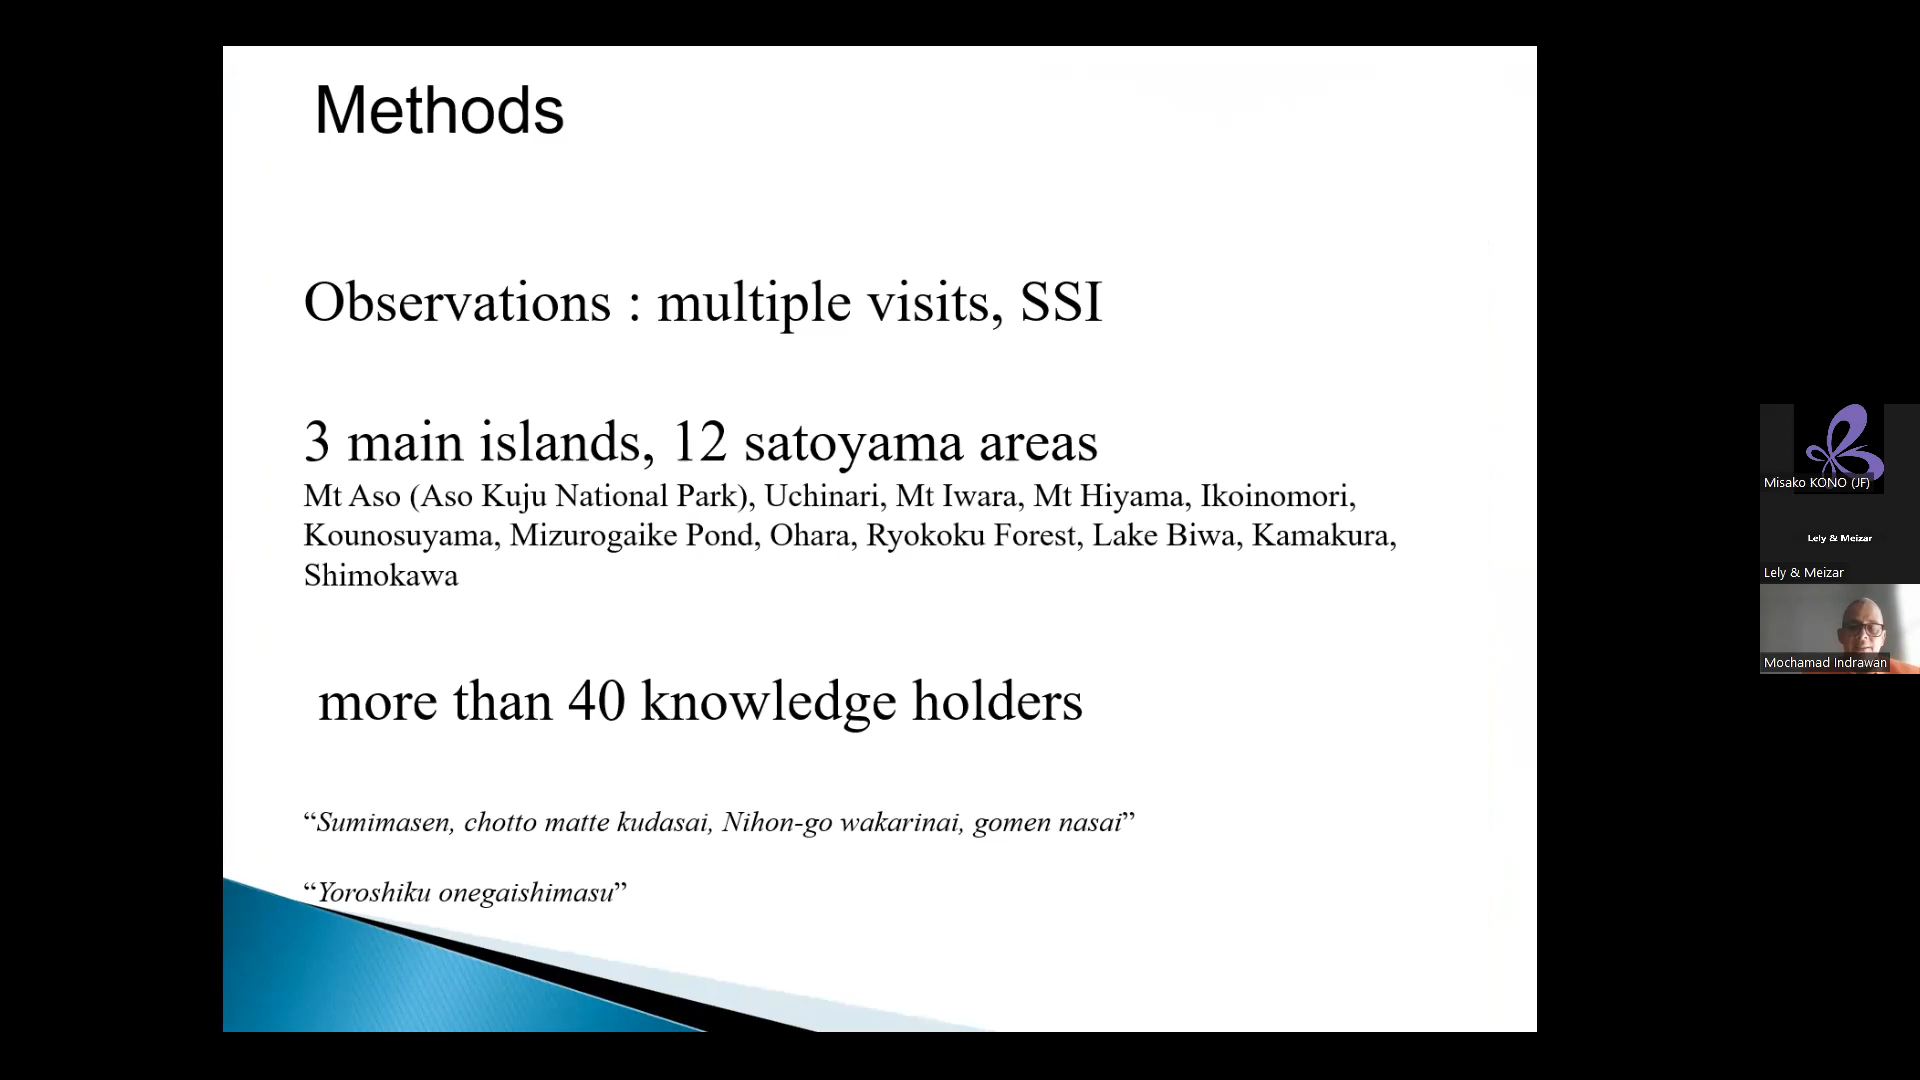 Methods
Observations : multiple visits, SSI
3 main islands, 12 satoyama areas
Mt Aso (Aso Kuju National Park), Uchinari, Mt Iwara, Mt Hiyama, Ikoinomori,
Kounosuyama, Mizurogaike Pond, Ohara, Ryokoku Forest, Lake Biwa, Kamakura,
Shimokawa
more than 40 knowledge holders
“Sumimasen, chotto matte kudasai, Nihon-go wakarinai, gomen nasai”
“Yoroshiku onegaishimasu”
Misako KONO (JF)
Lely & Meizar
Lely & Meizar
Mochamad Indrawan